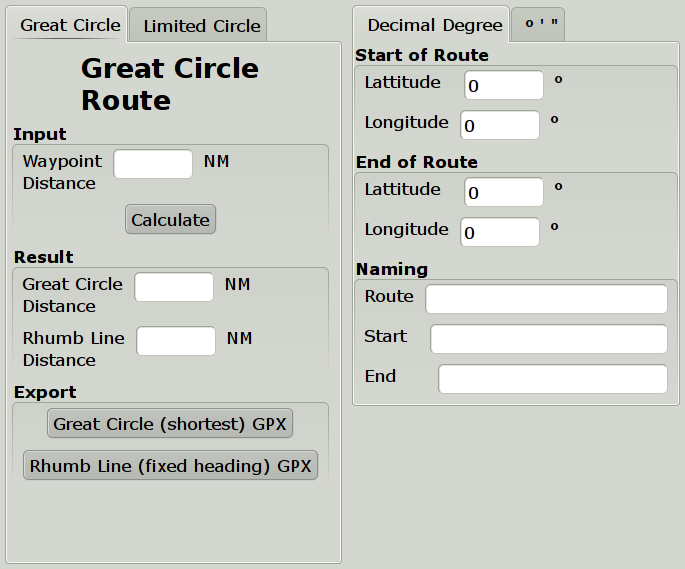 Great Circle
Limited Circle
Great Circle
Route
Input
Waypoint
Distance
NM
Calculate
Result
Great Circle
Distance
NM
Rhumb Line
Distance
NM
Export
Great Circle (shortest) GPX
Rhumb Line (fixed heading) GPX
Decimal Degree
º ' "
Start of Route
Lattitude 0 º
Longitude 0 º
End of Route
Lattitude 0 º
Longitude 0 º
Naming
Route
Start
End